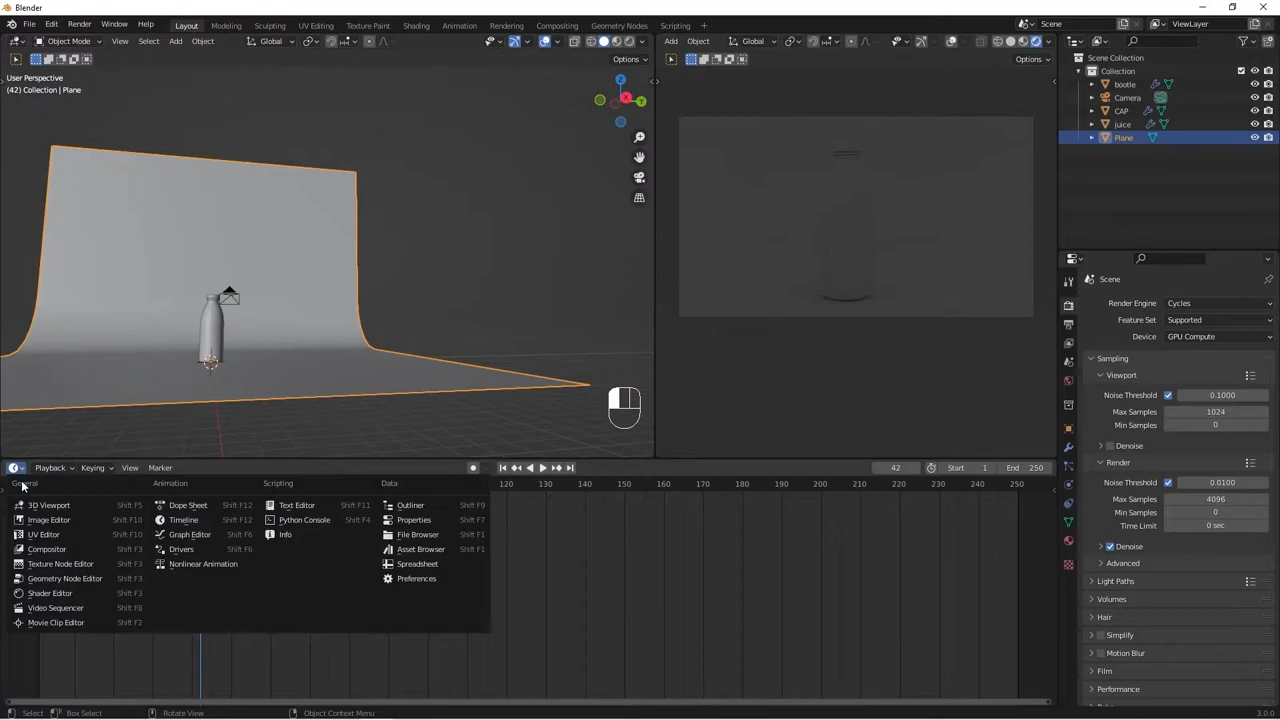 Blender
File Edit Render Window Help Layout Modeling Sculpting UV Editing Texture Paint Shading Animation Rendering Compositing Geometry Nodes Scripting + Scene ViewLayer
Object Mode View Select Add Object Global Add Object Global
Options Options
User Perspective
(42) Collection | Plane
Scene Collection
Collection
bootle
Camera
CAP
juice
Plane
Scene
Render Engine Cycles
Feature Set Supported
Device GPU Compute
Sampling
Viewport
Noise Threshold 0.1000
Max Samples 1024
Min Samples 0
Denoise
Render
Noise Threshold 0.0100
Max Samples 4096
Min Samples 0
Time Limit 0 sec
Denoise
Advanced
Light Paths
Volumes
Hair
Simplify
Motion Blur
Film
Performance
Playback Keying View Marker 42 Start 1 End 250
120 130 140 150 160 170 180 190 200 210 220 230 240 250
General Animation Scripting Data
3D Viewport Shift F5 Dope Sheet Shift F12 Text Editor Shift F11 Outliner Shift F9
Image Editor Shift F10 Timeline Shift F12 Python Console Shift F4 Properties Shift F7
UV Editor Shift F10 Graph Editor Shift F6 Info File Browser Shift F1
Compositor Shift F3 Drivers Shift F6 Asset Browser Shift F1
Texture Node Editor Shift F3 Nonlinear Animation Spreadsheet
Geometry Node Editor Shift F3 Preferences
Shader Editor Shift F3
Video Sequencer Shift F8
Movie Clip Editor Shift F2
Select Box Select Rotate View Object Context Menu 3.0.0